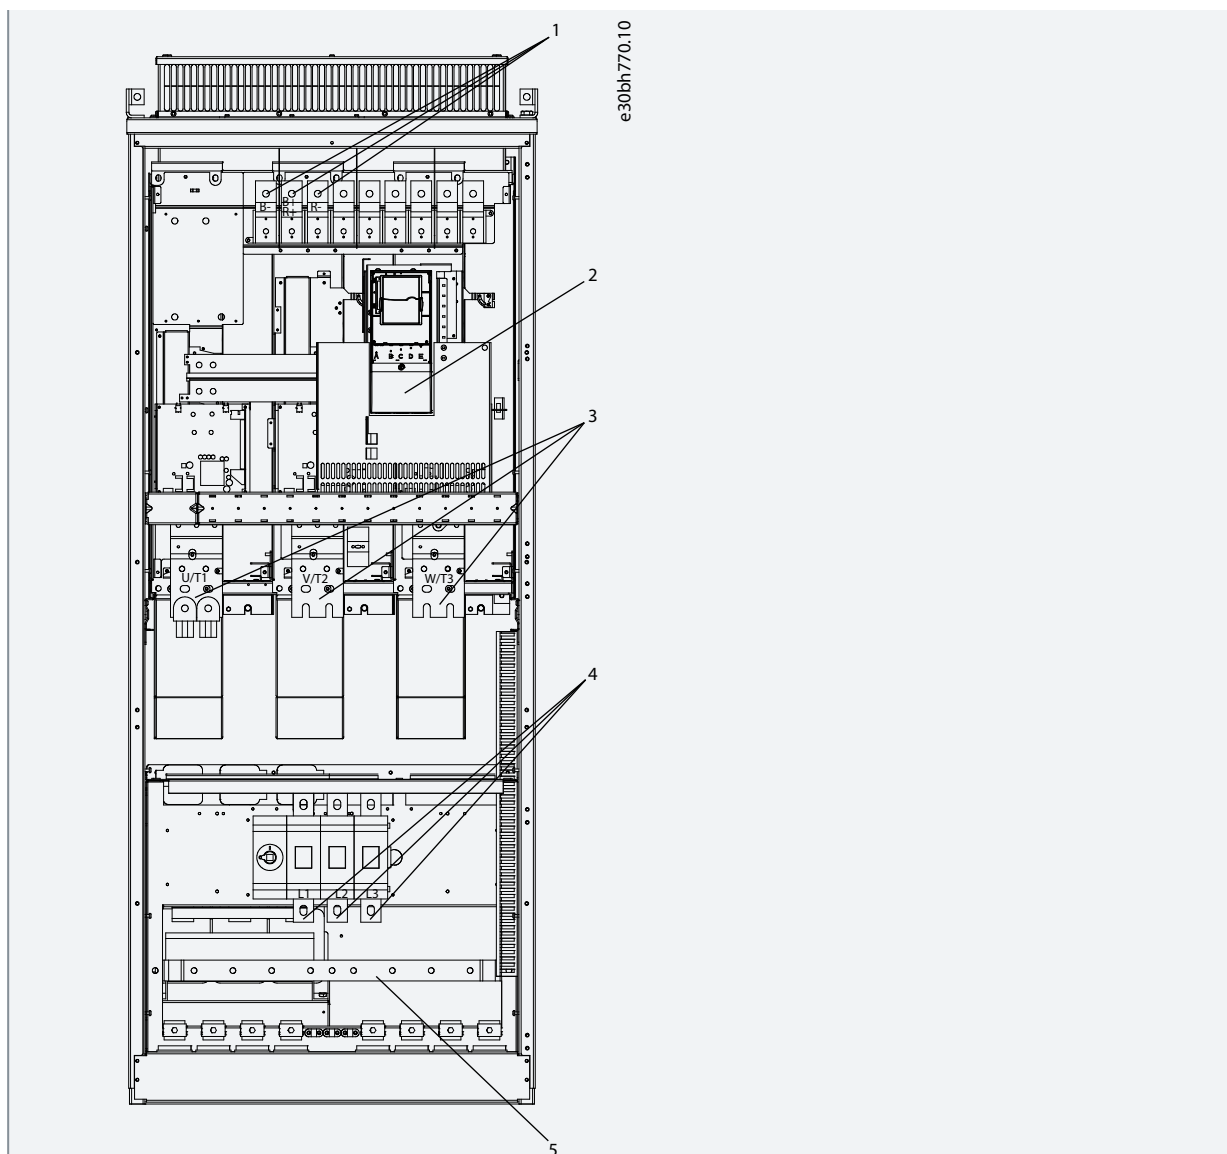 1
e30bh770.10
B- B+ R-
R+
2
A B C D E
3
U/T1 V/T2 W/T3
4
L1 L2 L3
5